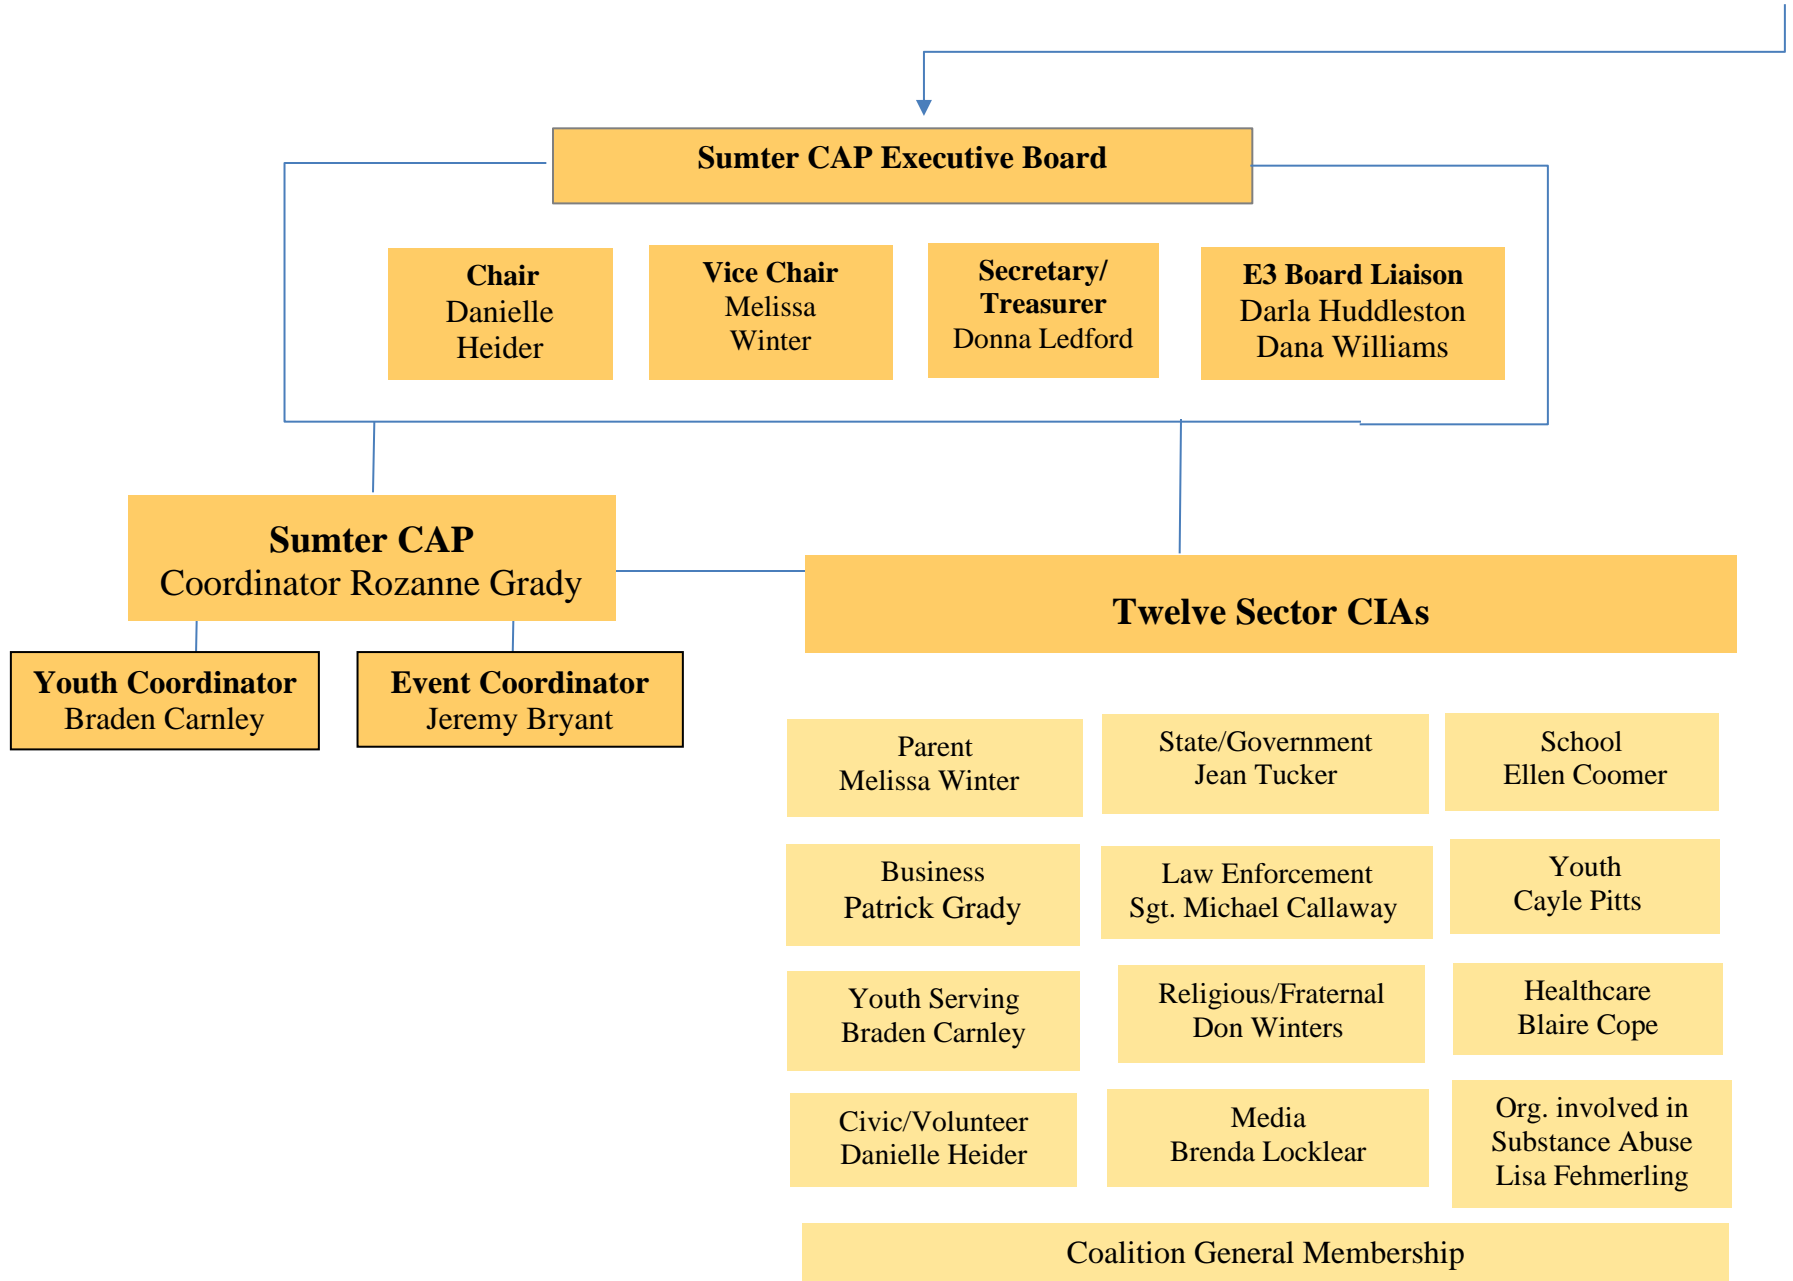 Sumter CAP Executive Board
Chair
Danielle
Heider
Vice Chair
Melissa
Winter
Secretary/
Treasurer
Donna Ledford
E3 Board Liaison
Darla Huddleston
Dana Williams
Sumter CAP
Coordinator Rozanne Grady
Twelve Sector CIAs
Youth Coordinator
Braden Carnley
Event Coordinator
Jeremy Bryant
Parent
Melissa Winter
State/Government
Jean Tucker
School
Ellen Coomer
Business
Patrick Grady
Law Enforcement
Sgt. Michael Callaway
Youth
Cayle Pitts
Youth Serving
Braden Carnley
Religious/Fraternal
Don Winters
Healthcare
Blaire Cope
Civic/Volunteer
Danielle Heider
Media
Brenda Locklear
Org. involved in
Substance Abuse
Lisa Fehmerling
Coalition General Membership